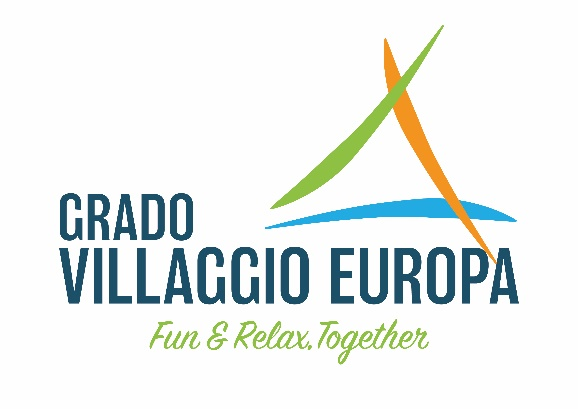 GRADO
VILLAGGIO EUROPA
Fun & Relax.Together